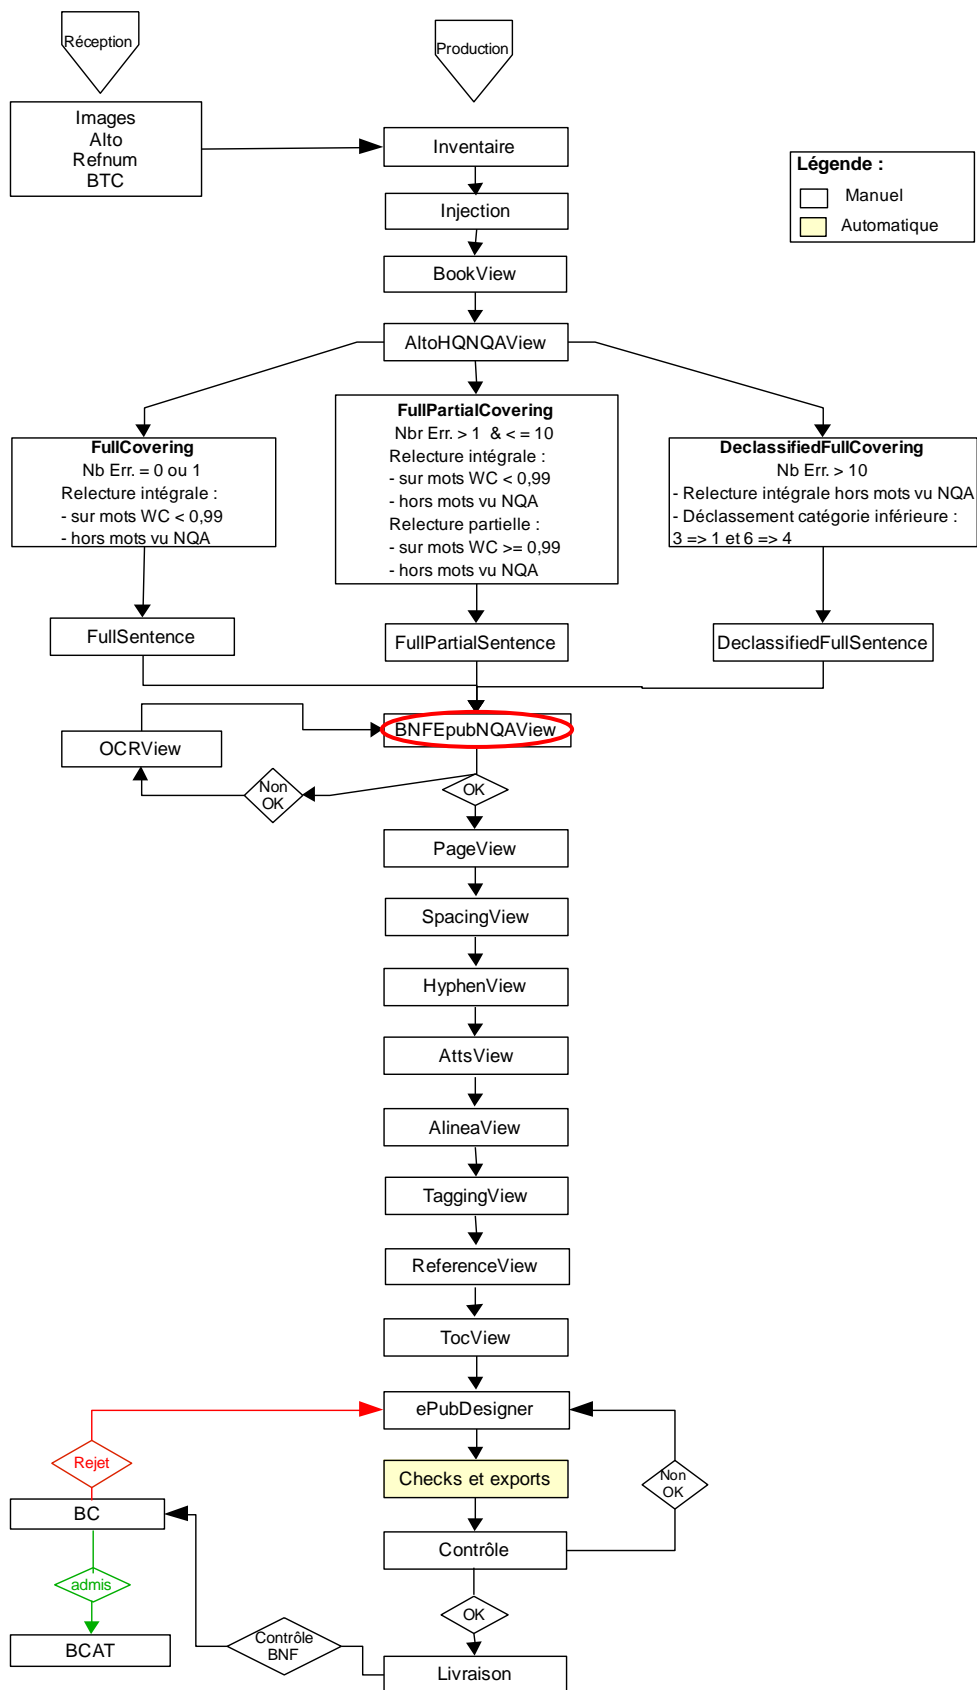 Réception
Production
Images
Alto
Refnum
BTC
Inventaire
Légende :
Manuel
Automatique
Injection
BookView
AltoHQNQAView
FullCovering
Nb Err. = 0 ou 1
Relecture intégrale :
- sur mots WC < 0,99
- hors mots vu NQA
FullPartialCovering
Nbr Err. > 1 & < = 10
Relecture intégrale :
- sur mots WC < 0,99
- hors mots vu NQA
Relecture partielle :
- sur mots WC >= 0,99
- hors mots vu NQA
DeclassifiedFullCovering
Nb Err. > 10
- Relecture intégrale hors mots vu NQA
- Déclassement catégorie inférieure :
3 => 1 et 6 => 4
FullSentence
FullPartialSentence
DeclassifiedFullSentence
BNFEpubNQAView
OCRView
Non
OK
OK
PageView
SpacingView
HyphenView
AttsView
AlineaView
TaggingView
ReferenceView
TocView
ePubDesigner
Rejet
Checks et exports
Non
OK
BC
Contrôle
admis
OK
BCAT
Contrôle
BNF
Livraison